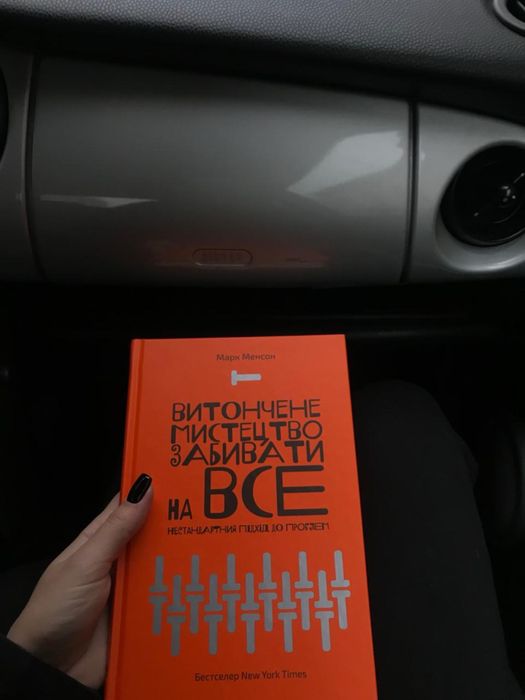 Марк Менсон
ВИТОНЧЕНЕ
МИСТЕЦТВО
ЗАБИВАТИ
НА ВСЕ
НЕСТАНДАРТНИЙ ПІДХІД ДО ПРОБЛЕМ
Бестселер New York Times